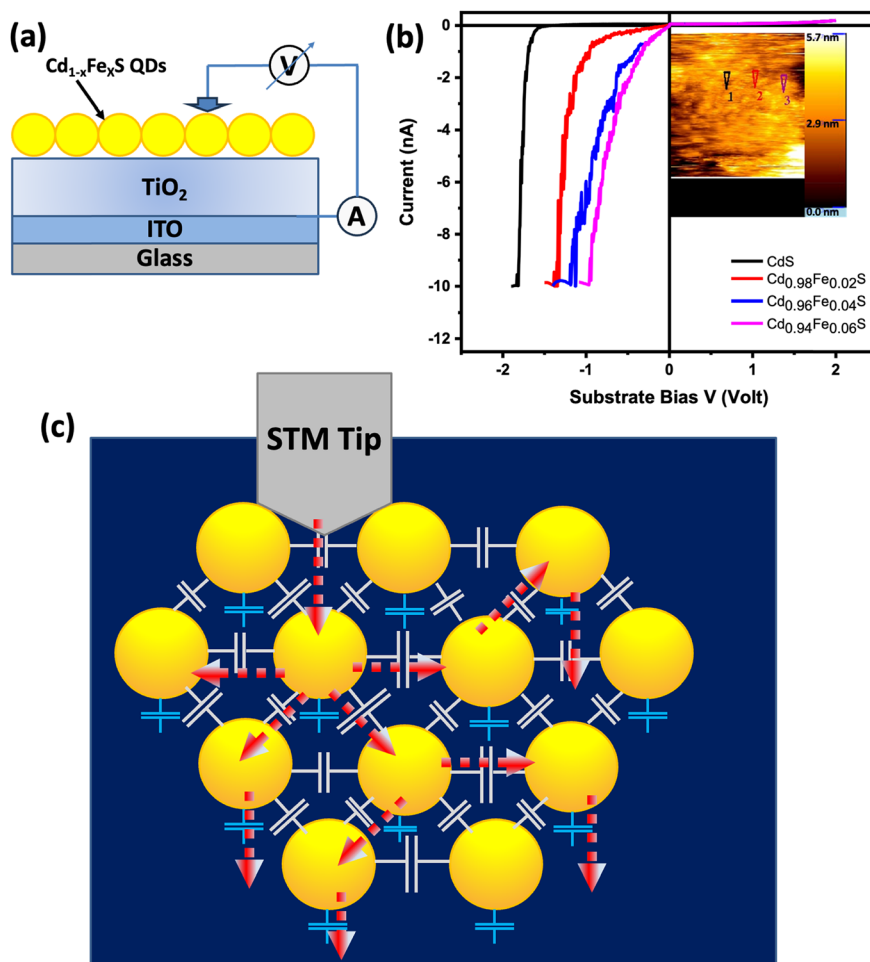 (a)
Cd1-xFexS QDs
V
TiO2
A
ITO
Glass
(b)
Current (nA)
0
-2
-4
-6
-8
-10
-12
-2
-1
0
1
2
Substrate Bias V (Volt)
5.7 nm
2.9 nm
0.0 nm
1
2
3
CdS
Cd0.98Fe0.02S
Cd0.96Fe0.04S
Cd0.94Fe0.06S
(c)
STM Tip